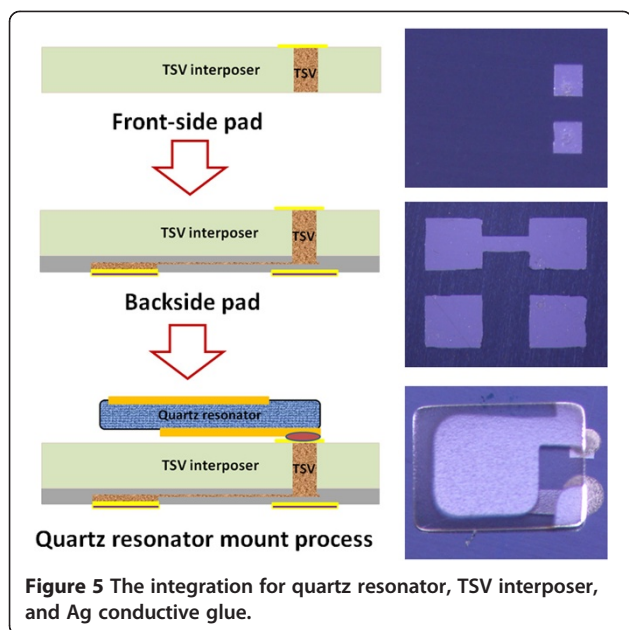 TSV interposer
TSV
Front-side pad
TSV interposer
TSV
Backside pad
Quartz resonator
TSV interposer
TSV
Quartz resonator mount process
Figure 5 The integration for quartz resonator, TSV interposer,
and Ag conductive glue.